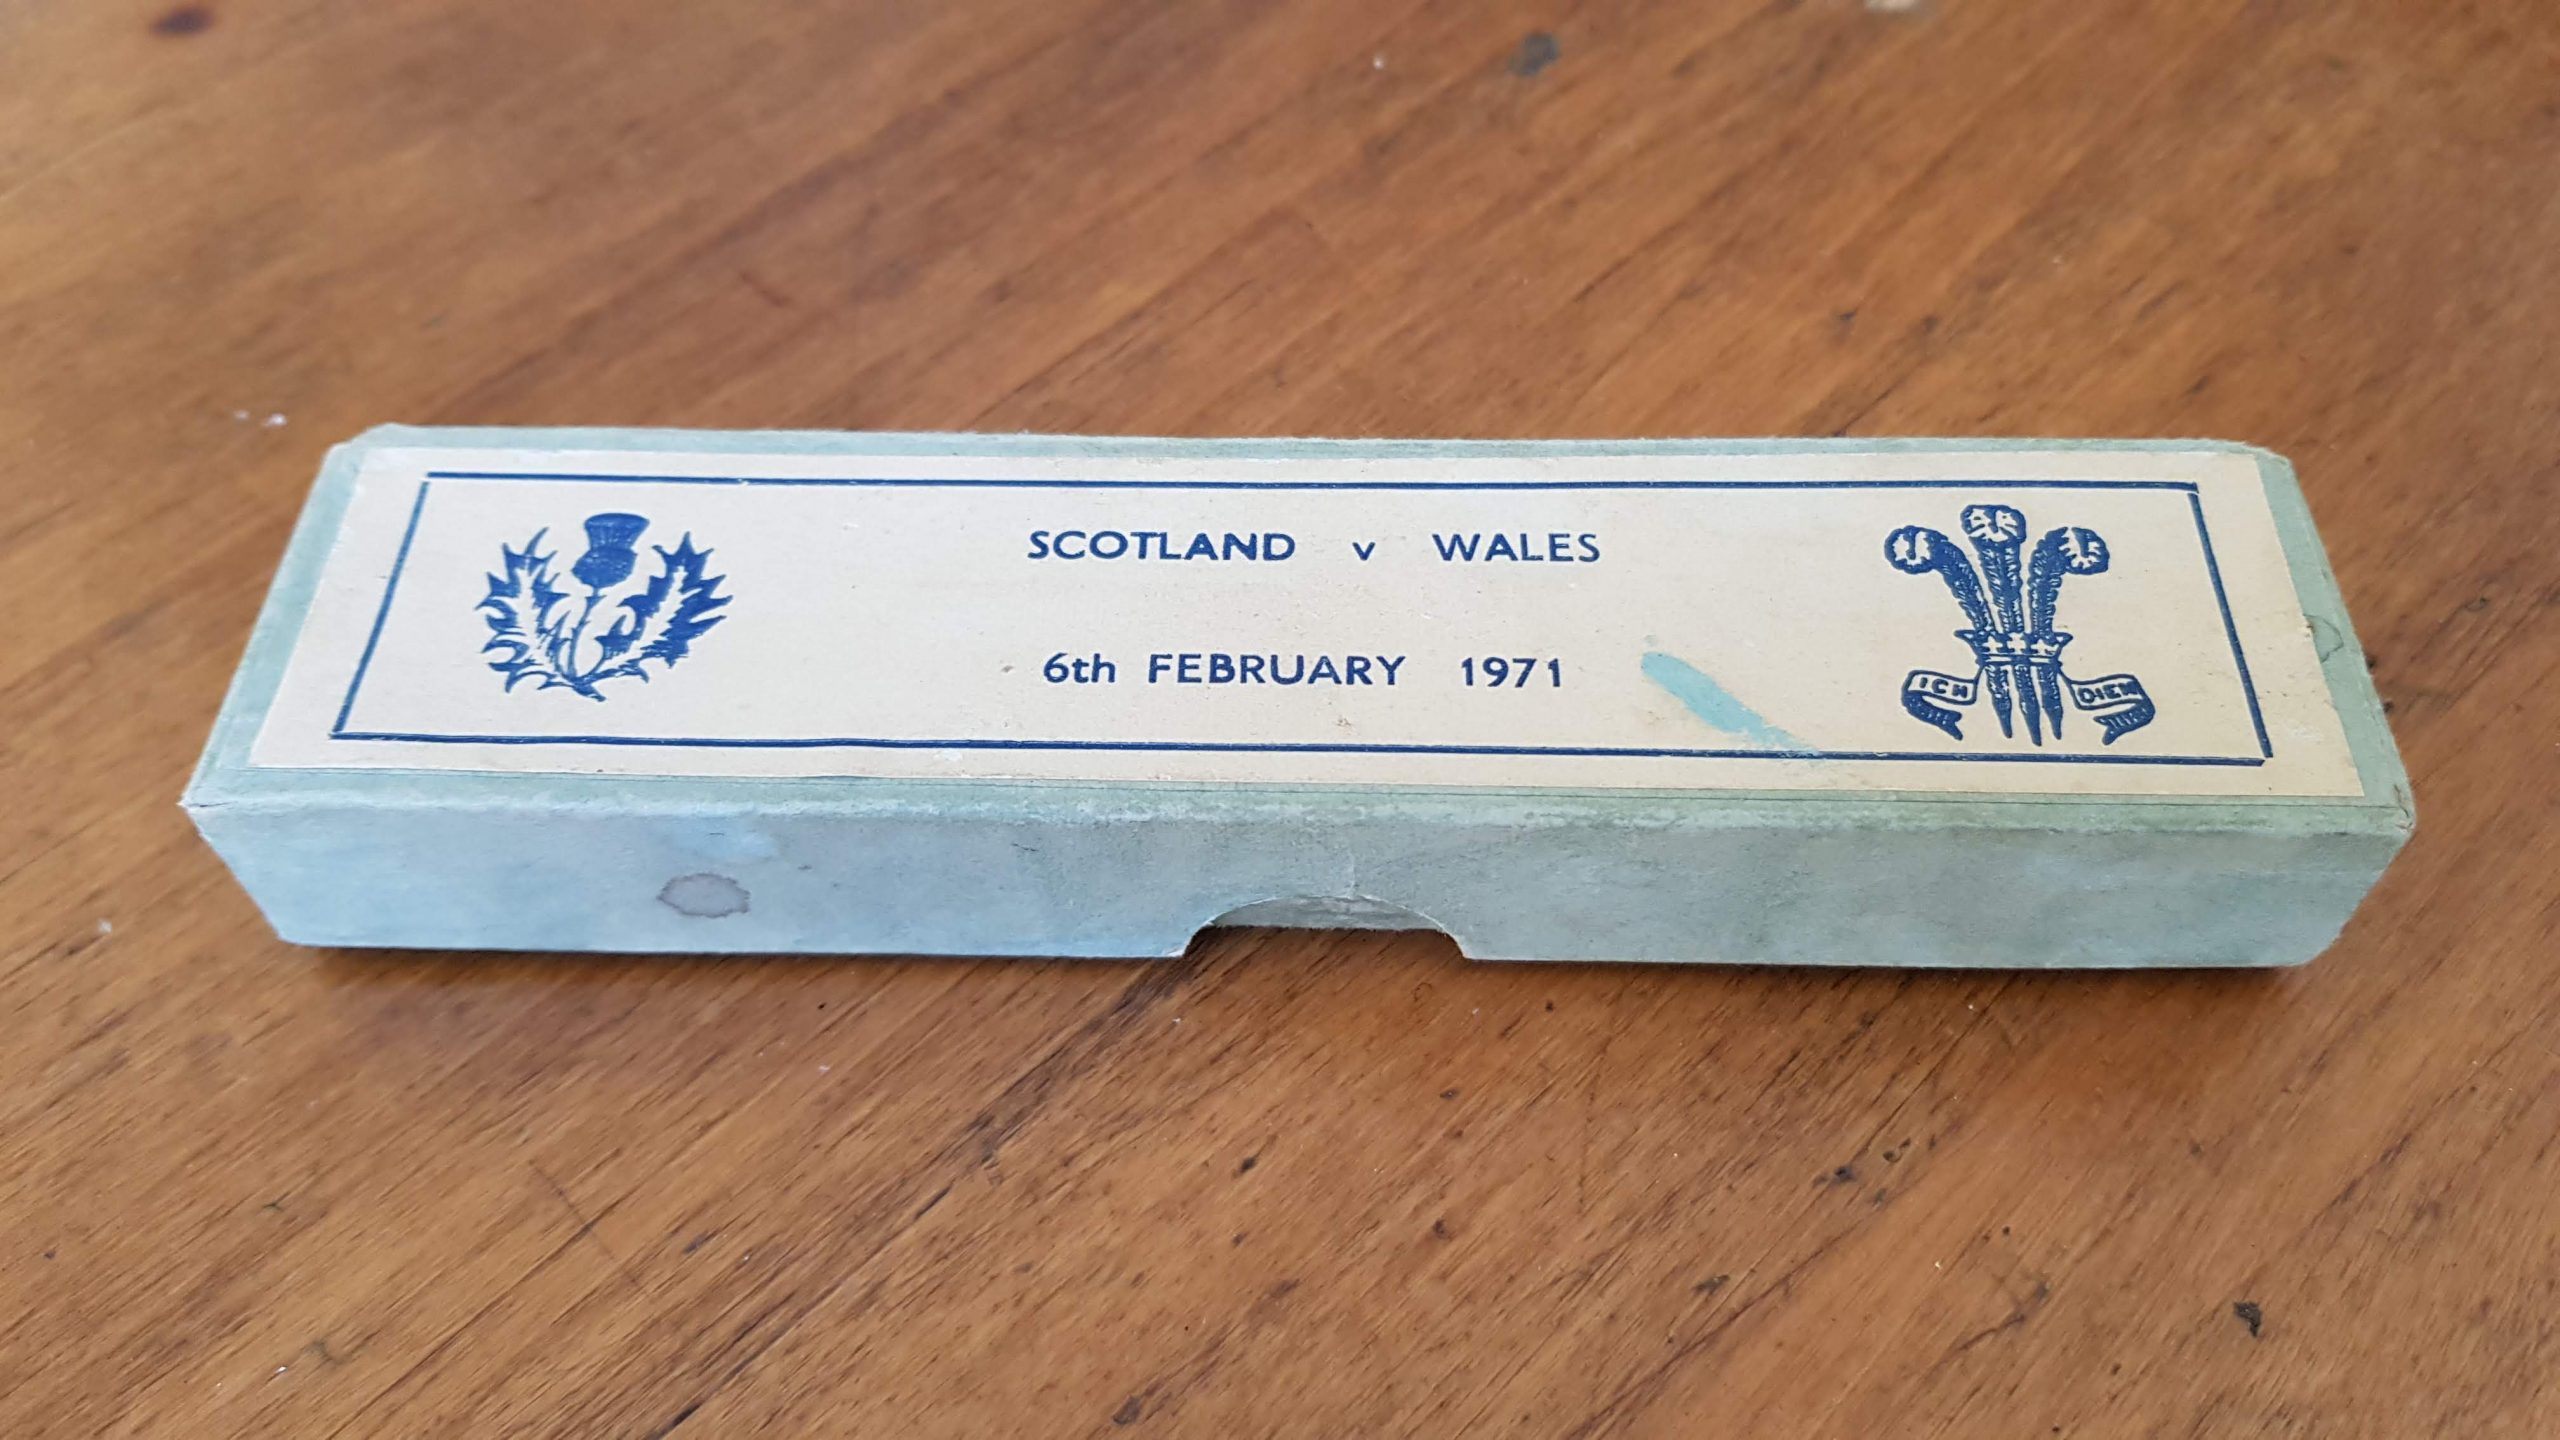 SCOTLAND v WALES
6th FEBRUARY 1971
ICH DIEN